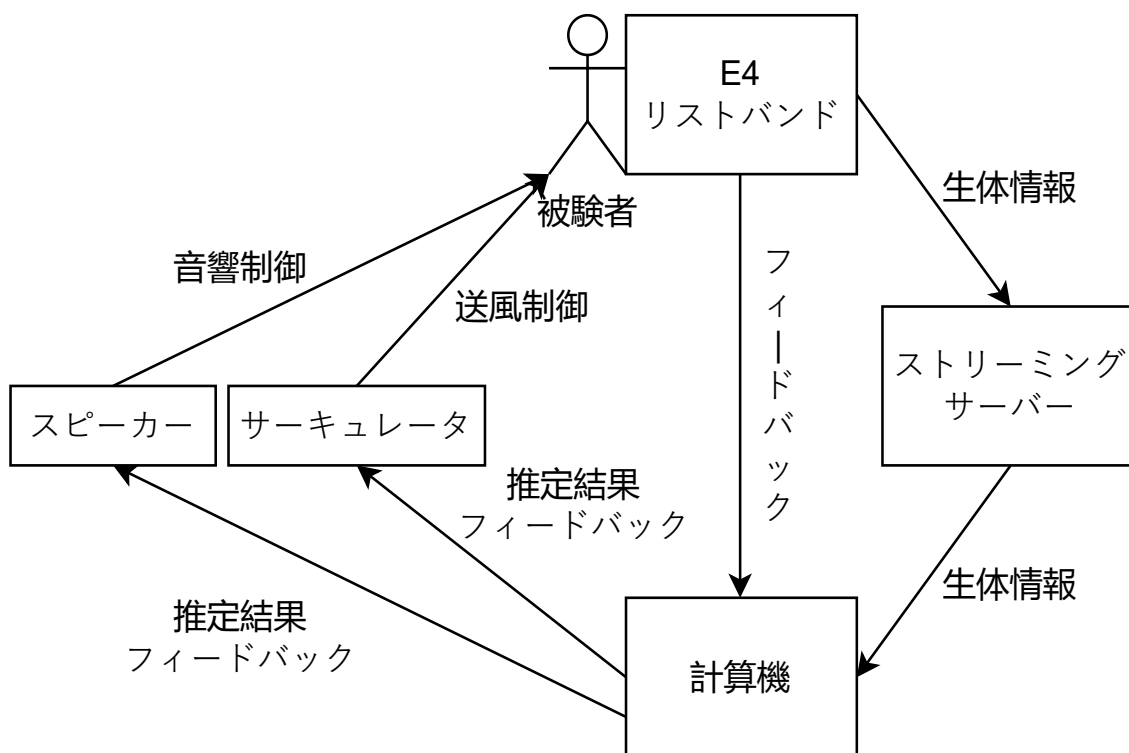 E4
リストバンド
生体情報
被験者
音響制御
送風制御
フィードバック
ストリーミング
サーバー
スピーカー
サーキュレータ
推定結果
フィードバック
推定結果
フィードバック
生体情報
計算機